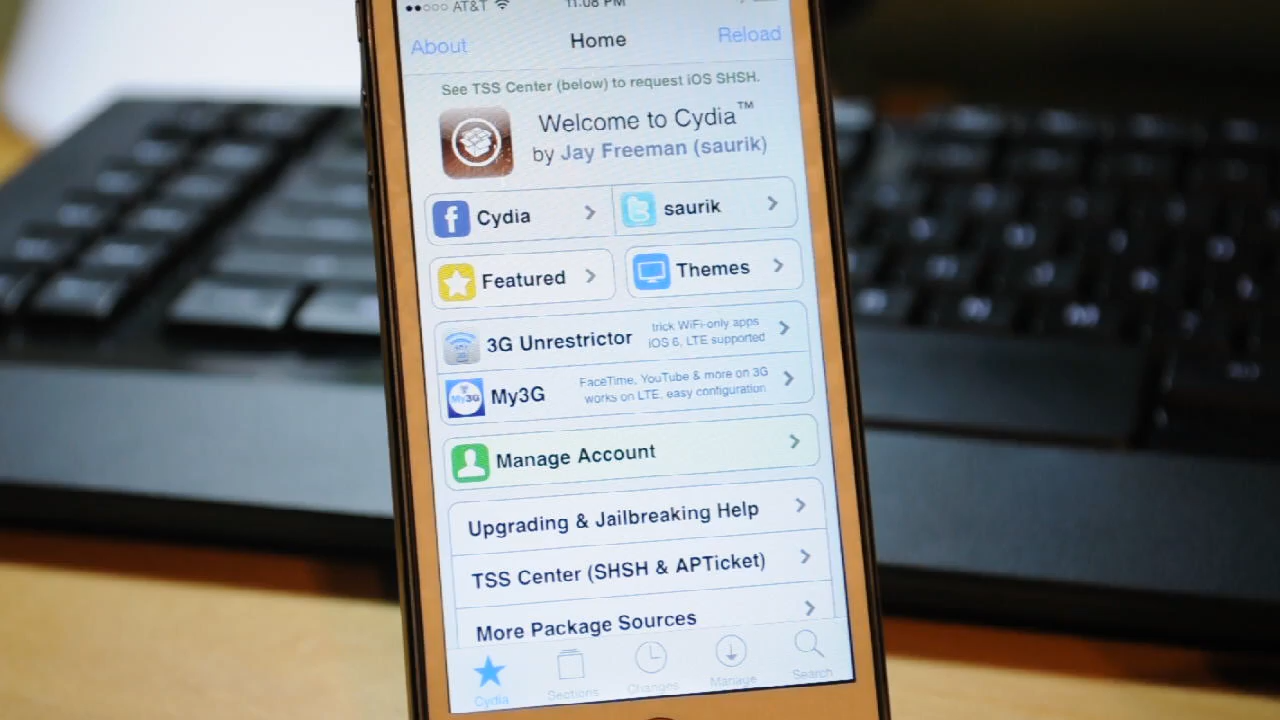 AT&T 11:08 PM
About Home Reload
See TSS Center (below) to request iOS SHSH.
Welcome to Cydia™
by Jay Freeman (saurik)
Cydia
saurik
Featured
Themes
3G Unrestrictor
trick WiFi-only apps
iOS 6, LTE supported
My3G
My3G
FaceTime, YouTube & more on 3G
works on LTE, easy configuration
Manage Account
Upgrading & Jailbreaking Help
TSS Center (SHSH & APTicket)
More Package Sources
Cydia Sections Changes Manage Search